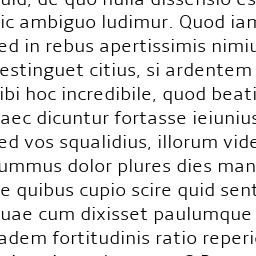 de quo nulla dissensio es
ic ambiguo ludimur. Quod iam
ed in rebus apertissimis nimiu
estinguet citius, si ardentem
ibi hoc incredibile, quod beati
aec dicuntur fortasse ieiunius
ed vos squalidius, illorum vide
ummus dolor plures dies man
e quibus cupio scire quid sent
uae cum dixisset paulumque
adem fortitudinis ratio reperi